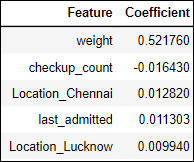 Feature Coefficient
weight 0.521760
checkup_count -0.016430
Location_Chennai 0.012820
last_admitted 0.011303
Location_Lucknow 0.009940